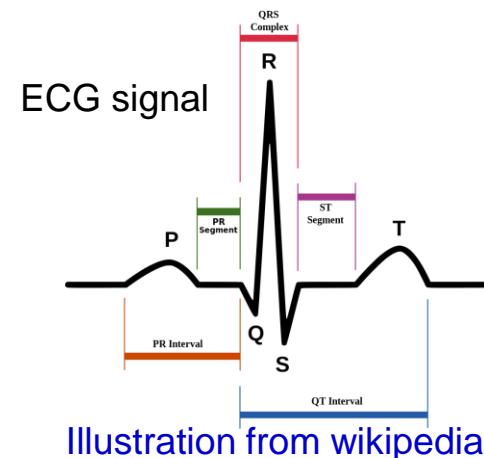 QRS
Complex
R
ECG signal
PR
Segment
ST
Segment
P
T
Q
S
PR Interval
QT Interval
Illustration from wikipedia